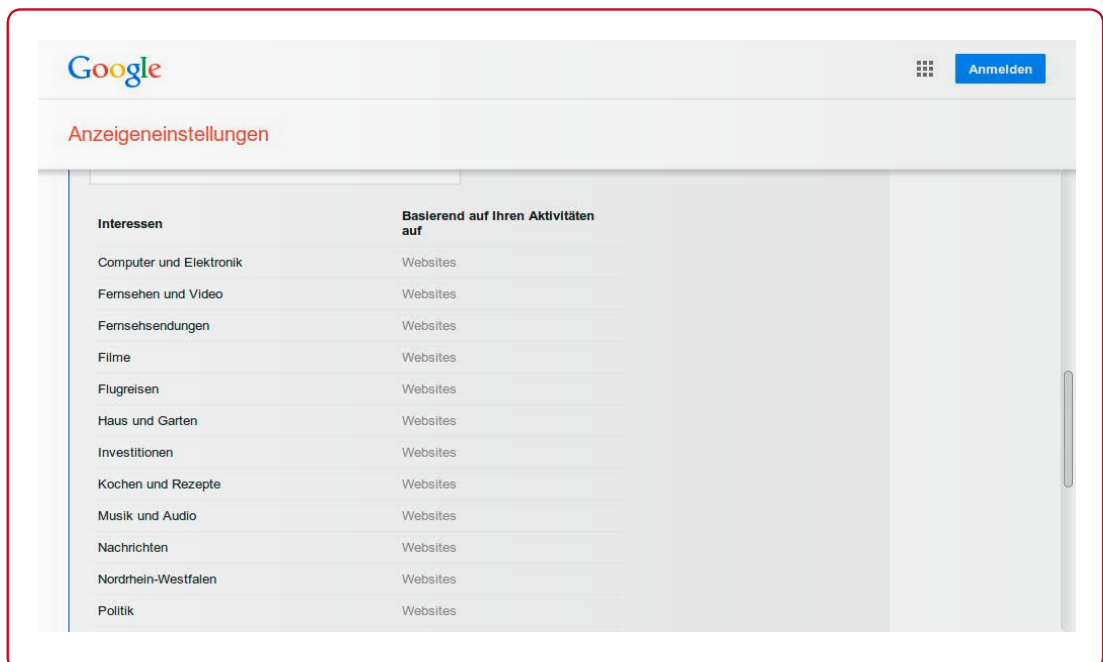 Google
Anmelden
Anzeigeneinstellungen
Interessen
Basierend auf Ihren Aktivitäten
auf
Computer und Elektronik Websites
Fernsehen und Video Websites
Fernsehsendungen Websites
Filme Websites
Flugreisen Websites
Haus und Garten Websites
Investitionen Websites
Kochen und Rezepte Websites
Musik und Audio Websites
Nachrichten Websites
Nordrhein-Westfalen Websites
Politik Websites